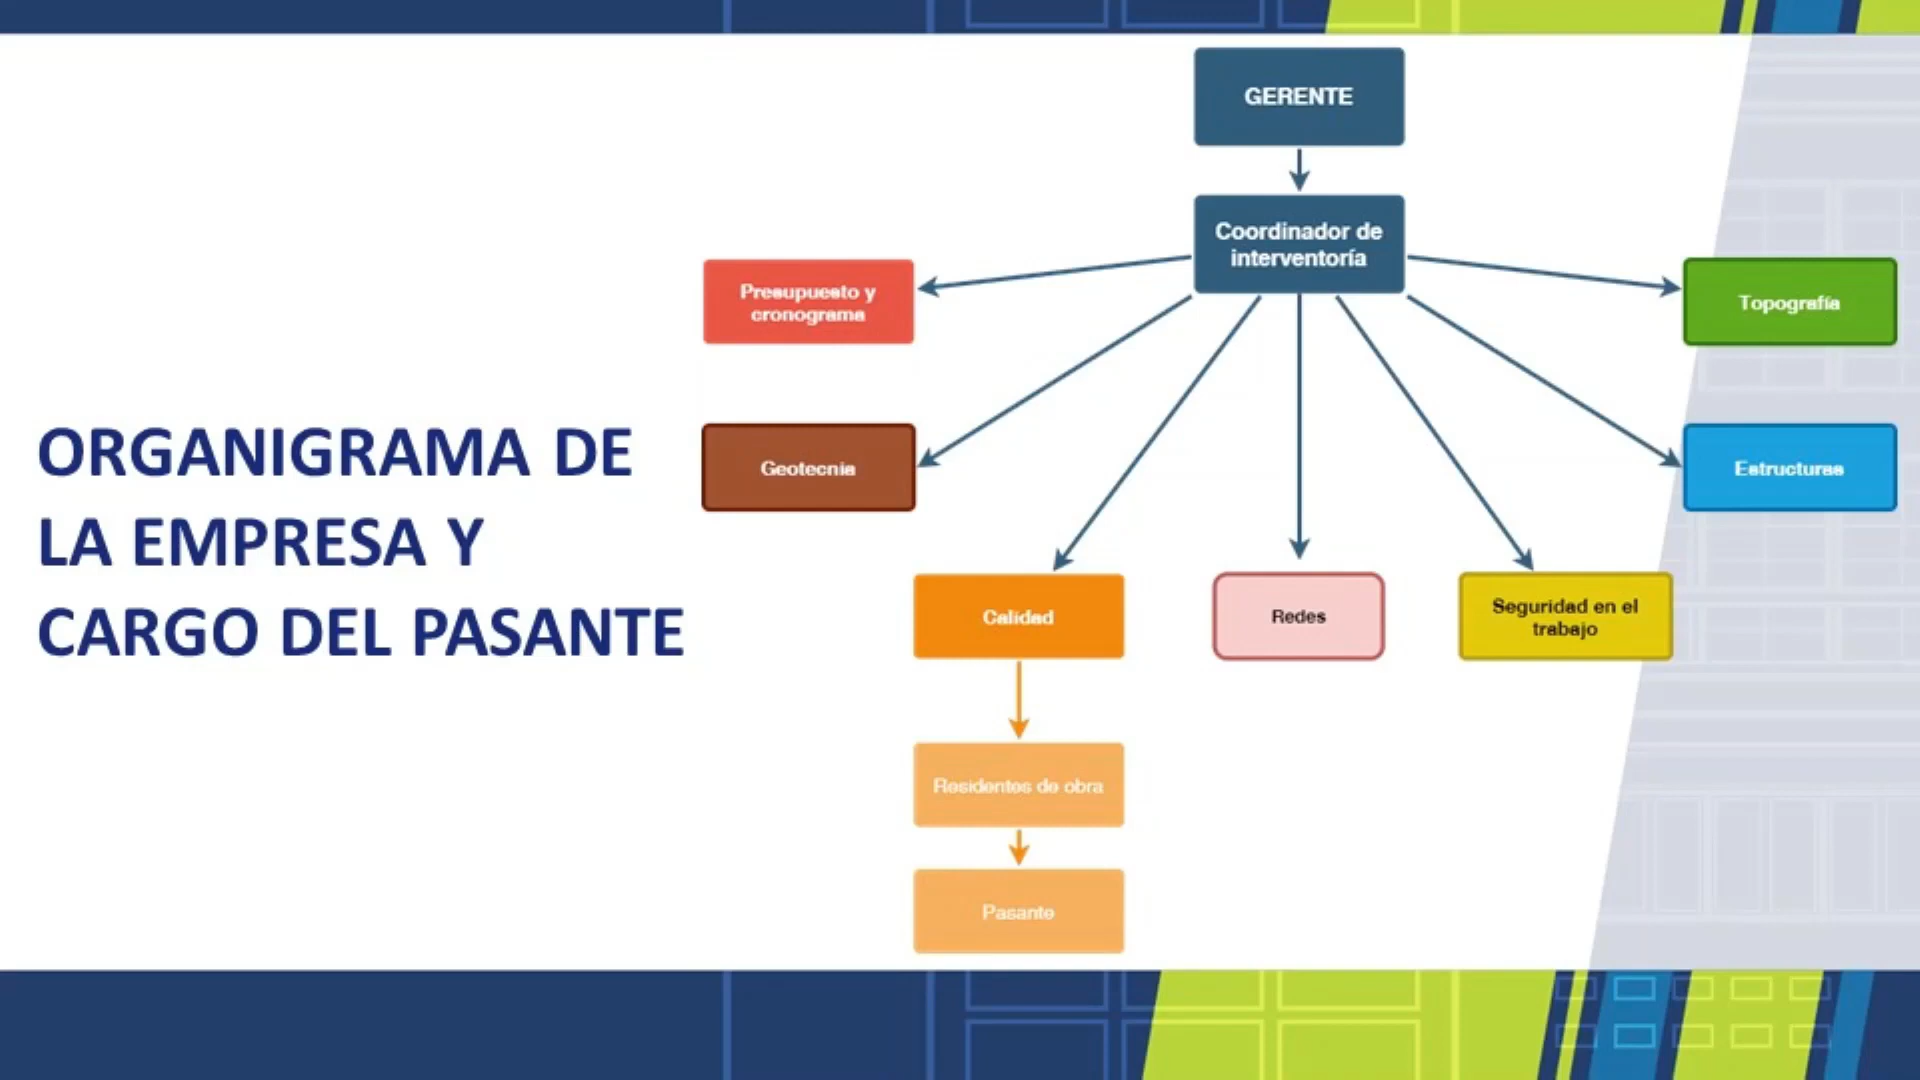 ORGANIGRAMA DE
LA EMPRESA Y
CARGO DEL PASANTE
GERENTE
Coordinador de
interventoría
Presupuesto y
cronograma
Topografía
Geotecnia
Estructuras
Calidad
Redes
Seguridad en el
trabajo
Residentes de obra
Pasante